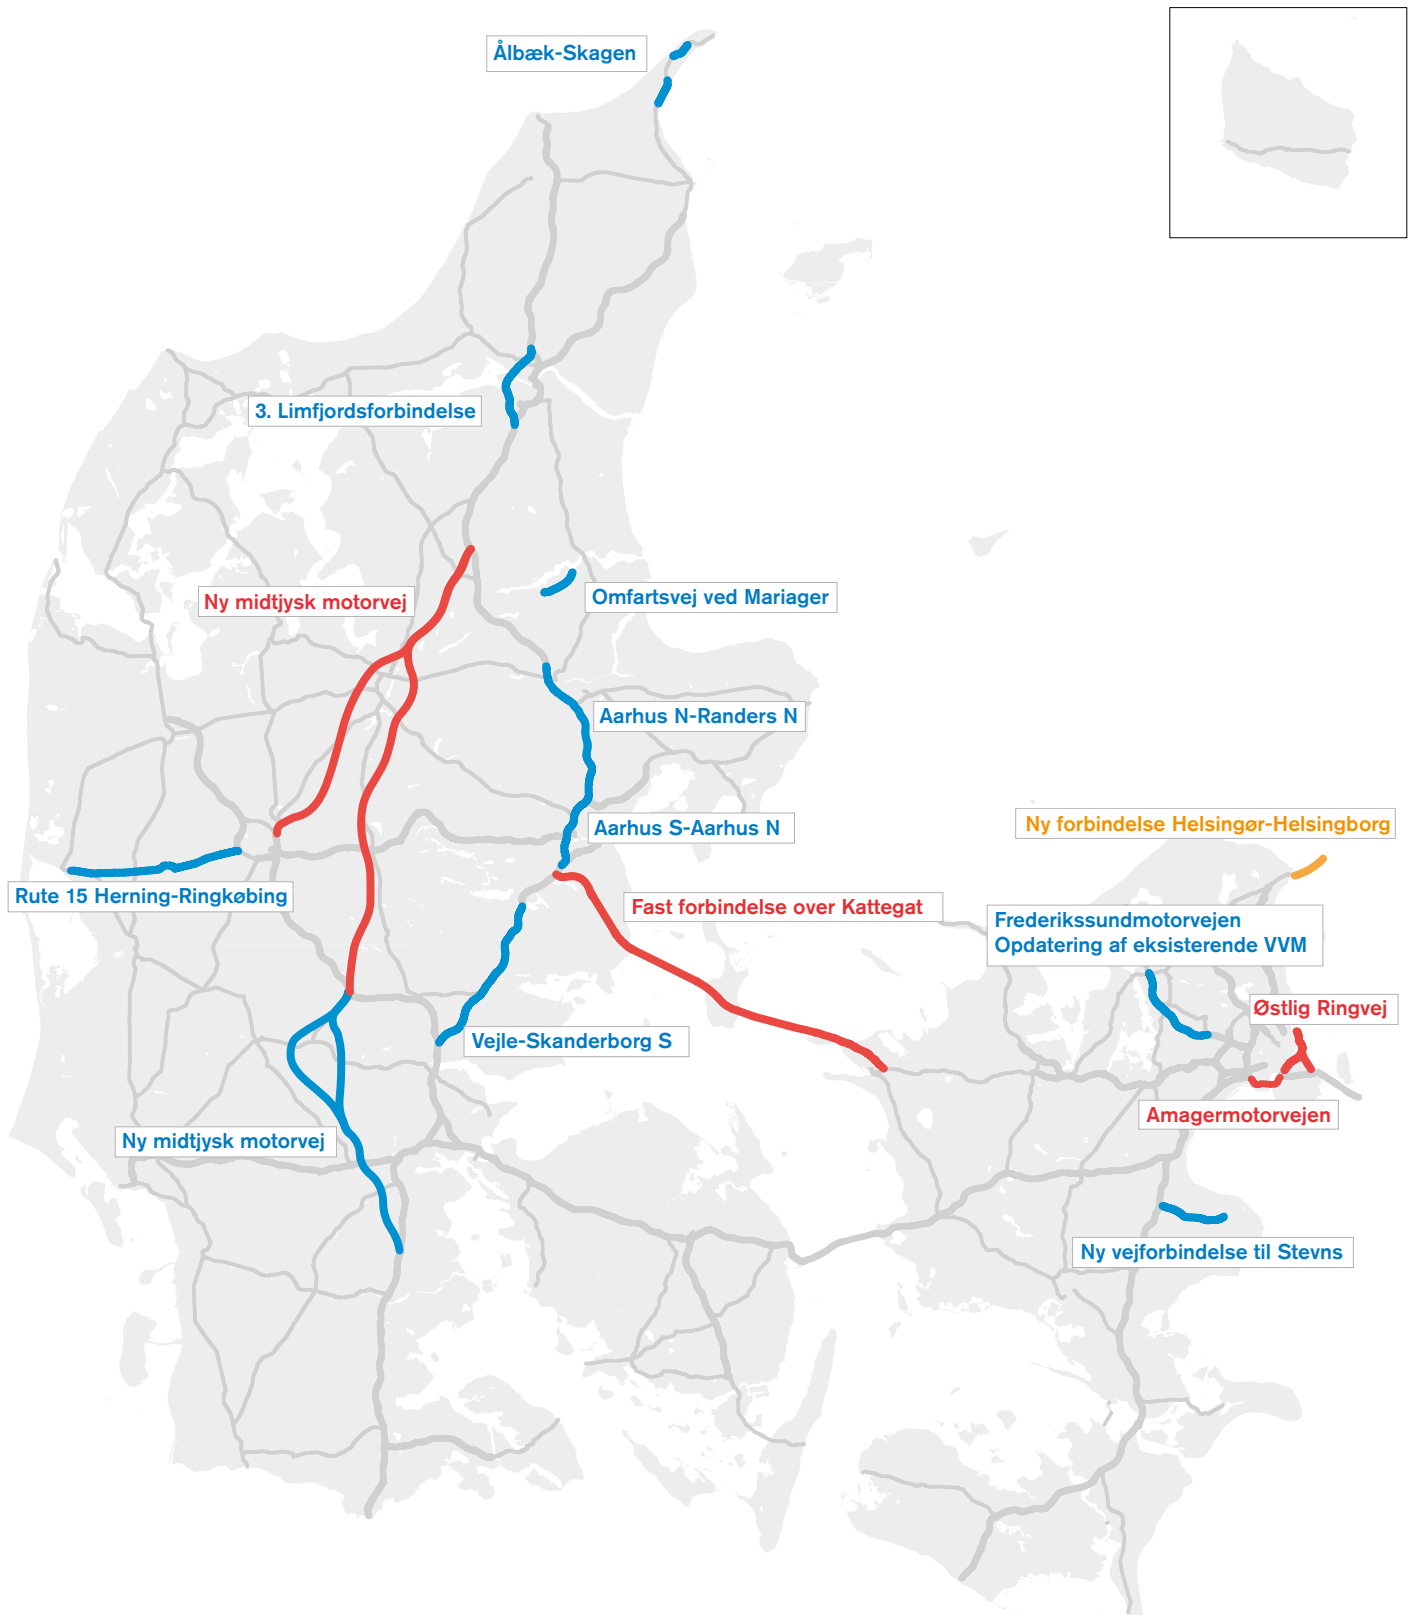 Ålbæk-Skagen
3. Limfjordsforbindelse
Ny midtjysk motorvej
Omfartsvej ved Mariager
Aarhus N-Randers N
Aarhus S-Aarhus N
Ny forbindelse Helsingør-Helsingborg
Rute 15 Herning-Ringkøbing
Fast forbindelse over Kattegat
Frederikssundmotorvejen
Opdatering af eksisterende VVM
Østlig Ringvej
Vejle-Skanderborg S
Amagermotorvejen
Ny midtjysk motorvej
Ny vejforbindelse til Stevns